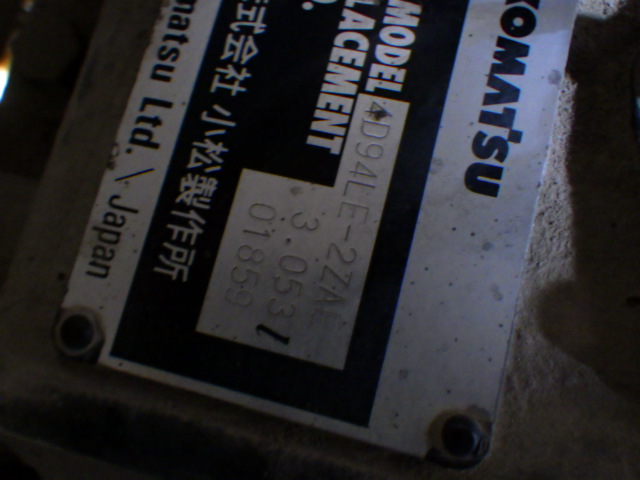 KOMATSU
MODEL 4D94LE-2ZAE
LACEMENT 3.053 l
O. 01859
式会社 小松製作所
matsu Ltd. \ Japan